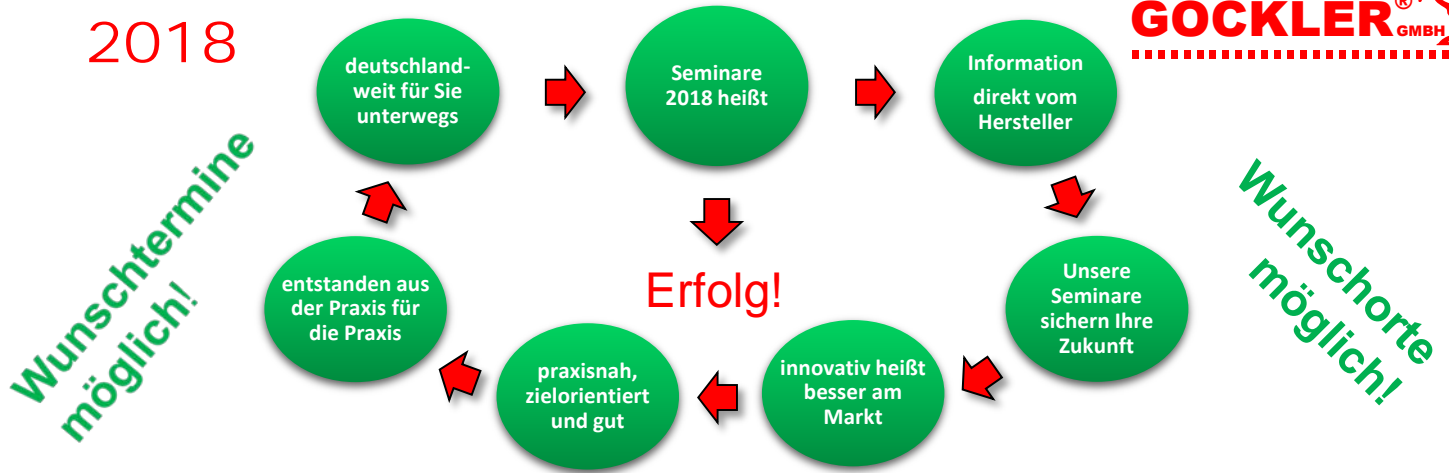 2018
GOCKLER®
GMBH
deutschland-
weit für Sie
unterwegs
Seminare
2018 heißt
Information
direkt vom
Hersteller
Wunschtermine
möglich!
Wunschorte
möglich!
Erfolg!
Unsere
Seminare
sichern Ihre
Zukunft
innovativ heißt
besser am
Markt
praxisnah,
zielorientiert
und gut
entstanden aus
der Praxis für
die Praxis